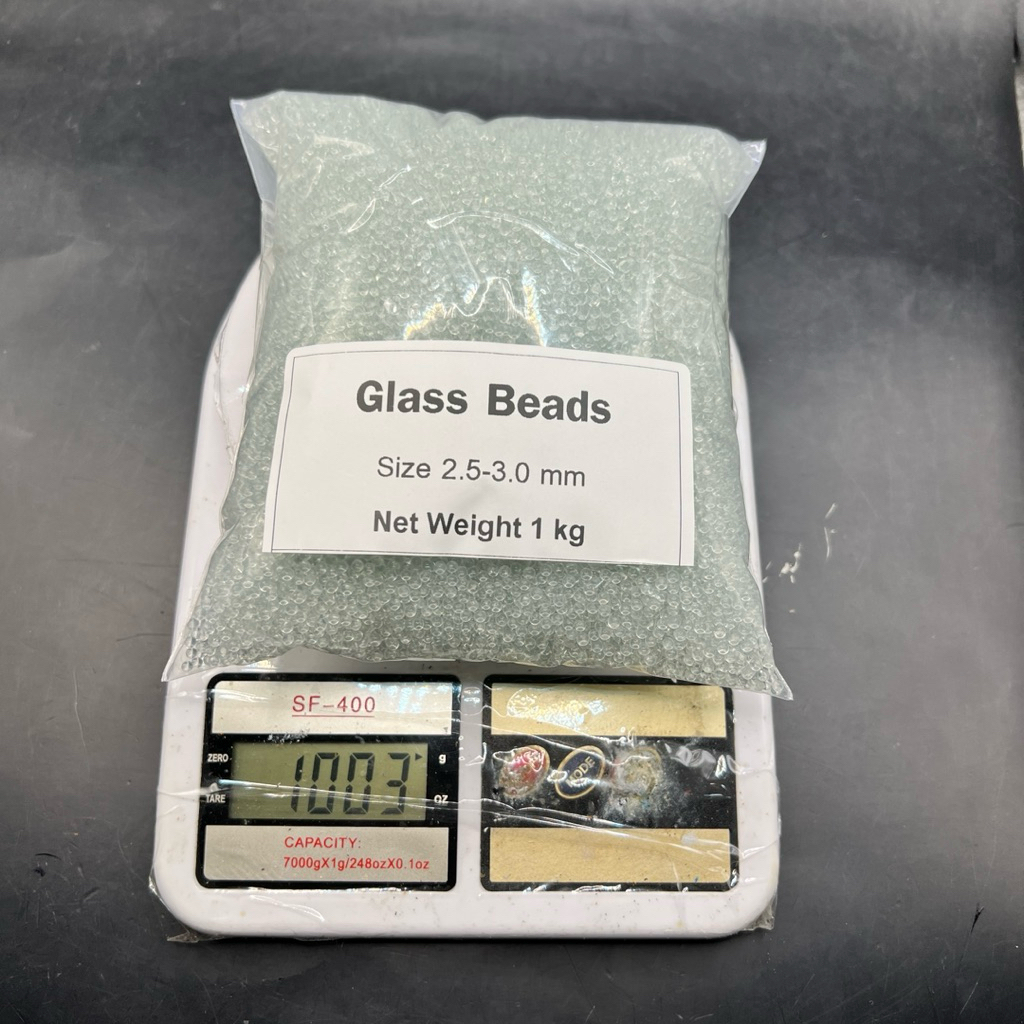 Glass Beads
Size 2.5-3.0 mm
Net Weight 1 kg
SF-400
ZERO
g
1003
TARE
OZ
CAPACITY:
7000gX1g/248ozX0.1oz